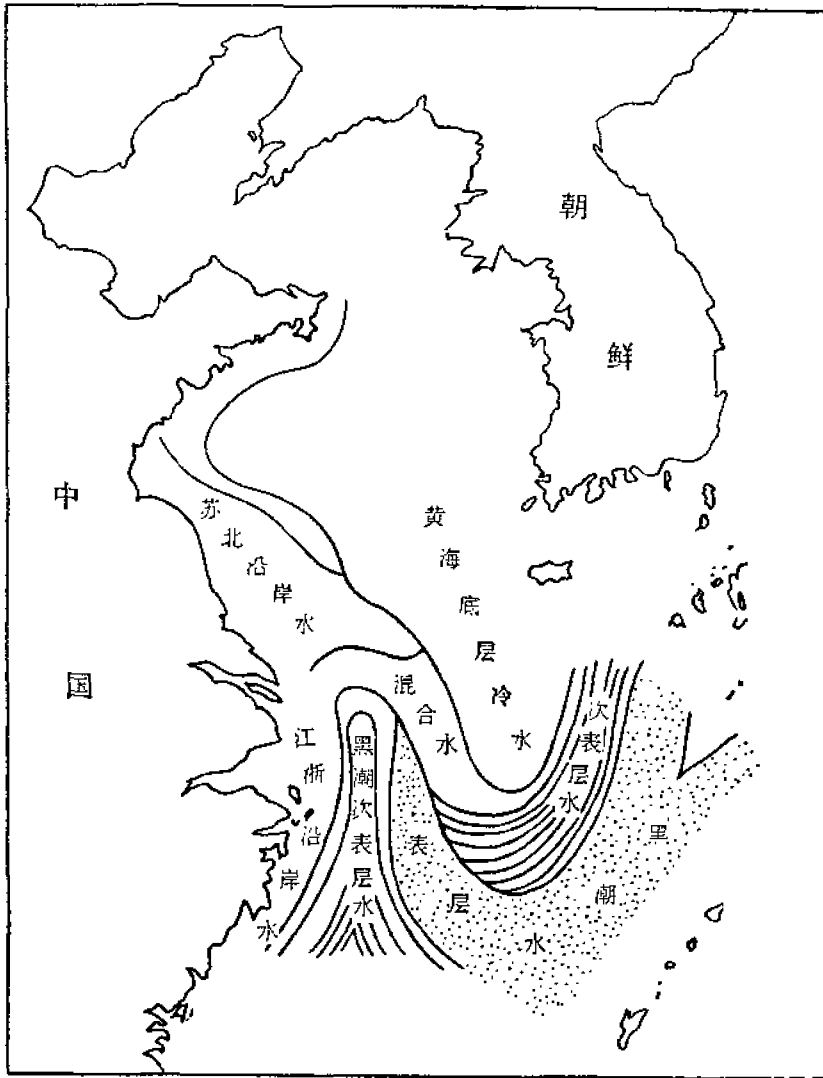 朝鲜
中国
苏北沿岸水
黄海底层冷水
混合水
江浙沿岸水
黑潮次表层水
次表层水
表层水
黑潮